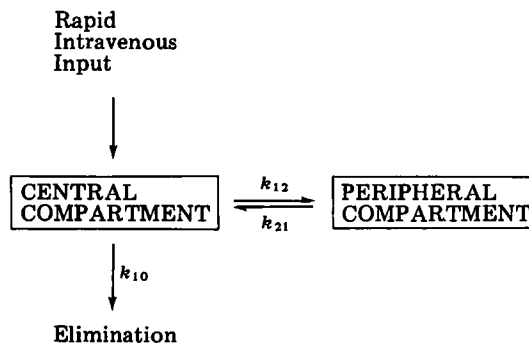 Rapid
Intravenous
Input
CENTRAL
COMPARTMENT
k12
k21
PERIPHERAL
COMPARTMENT
k10
Elimination